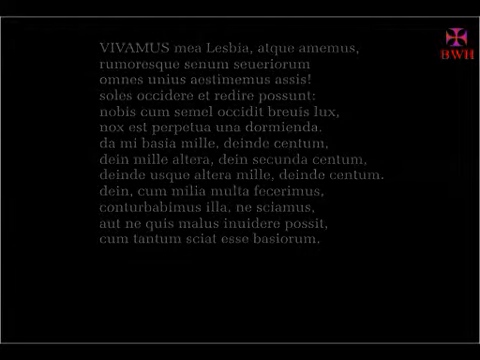 VIVAMUS mea Lesbia, atque amemus,
rumoresque senum seueriorum
omnes unius aestimemus assis!
soles occidere et redire possunt:
nobis cum semel occidit breuis lux,
nox est perpetua una dormienda.
da mi basia mille, deinde centum,
dein mille altera, dein secunda centum,
deinde usque altera mille, deinde centum.
dein, cum milia multa fecerimus,
conturbabimus illa, ne sciamus,
aut ne quis malus inuidere possit,
cum tantum sciat esse basiorum.
BWH